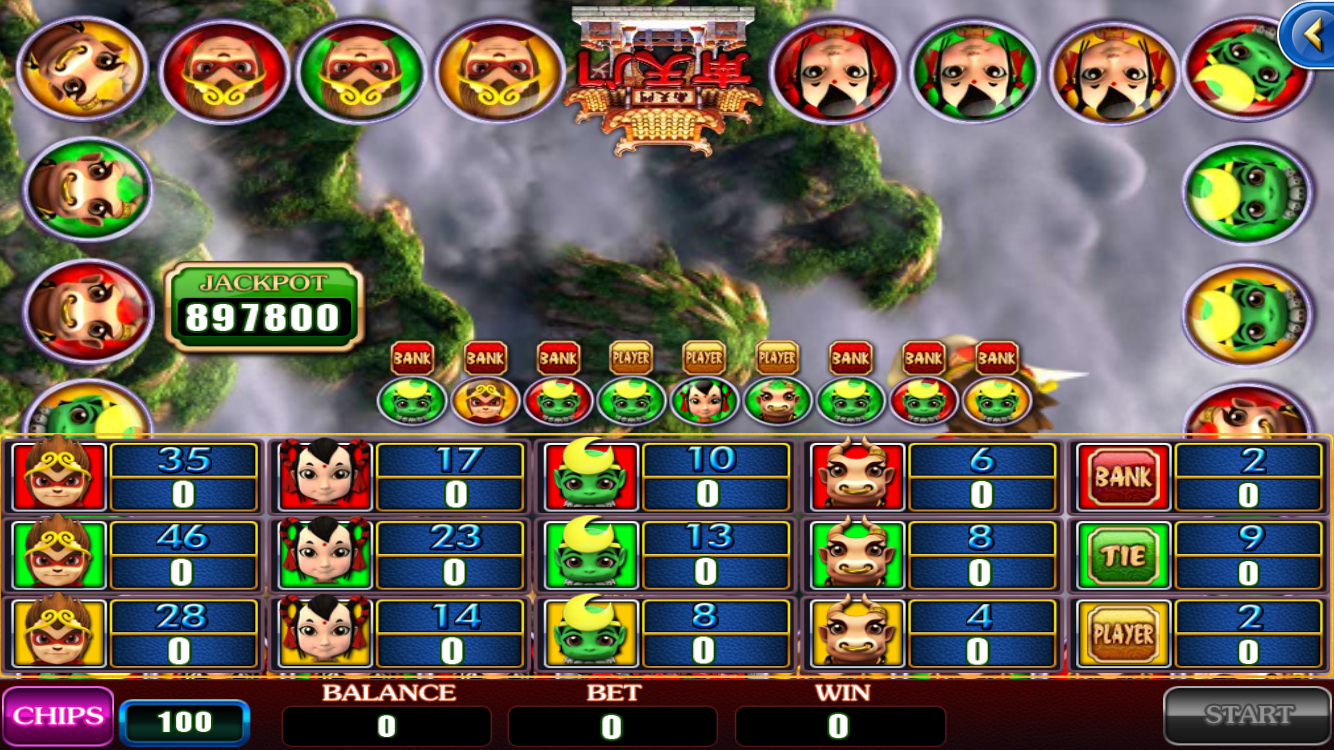 JACKPOT
897800
BANK BANK BANK PLAYER PLAYER PLAYER BANK BANK BANK
35 17 10 6 BANK 2
0 0 0 0 0
46 23 13 8 TIE 9
0 0 0 0 0
28 14 8 4 PLAYER 2
0 0 0 0 0
BALANCE BET WIN
CHIPS 100 0 0 0 START